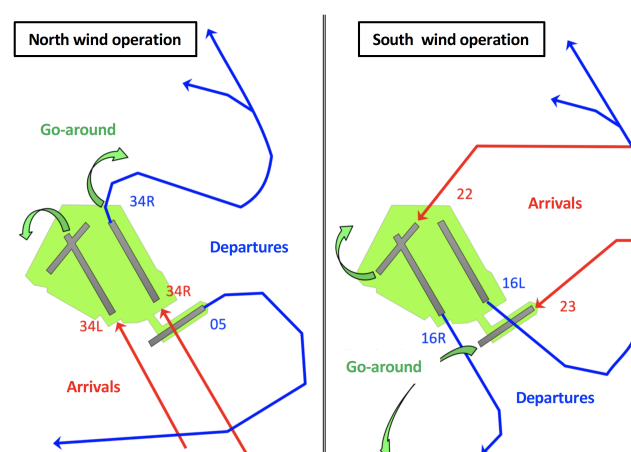 North wind operation
Go-around
34R
Departures
34R
34L
05
Arrivals
South wind operation
22
Arrivals
16L
23
16R
Go-around
Departures